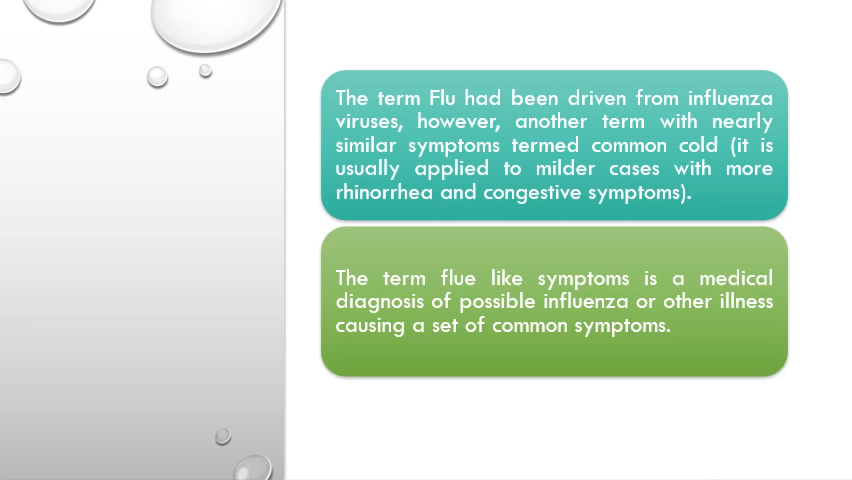 The term Flu had been driven from influenza
viruses, however, another term with nearly
similar symptoms termed common cold (it is
usually applied to milder cases with more
rhinorrhea and congestive symptoms).
The term flue like symptoms is a medical
diagnosis of possible influenza or other illness
causing a set of common symptoms.